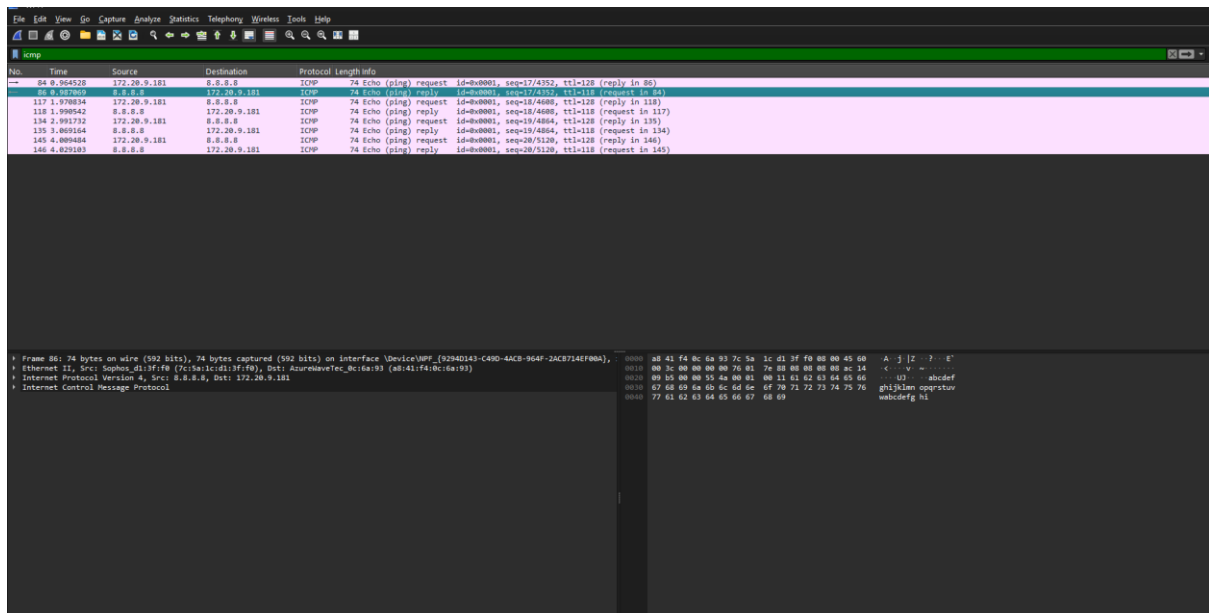 File Edit View Go Capture Analyze Statistics Telephony Wireless Tools Help
icmp
No. Time Source Destination Protocol Length Info
84 0.964528 172.20.9.181 8.8.8.8 ICMP 74 Echo (ping) request id=0x0001, seq=17/4352, ttl=128 (reply in 86)
86 0.987069 8.8.8.8 172.20.9.181 ICMP 74 Echo (ping) reply id=0x0001, seq=17/4352, ttl=118 (request in 84)
117 1.970834 172.20.9.181 8.8.8.8 ICMP 74 Echo (ping) request id=0x0001, seq=18/4608, ttl=128 (reply in 118)
118 1.990542 8.8.8.8 172.20.9.181 ICMP 74 Echo (ping) reply id=0x0001, seq=18/4608, ttl=118 (request in 117)
134 2.991732 172.20.9.181 8.8.8.8 ICMP 74 Echo (ping) request id=0x0001, seq=19/4864, ttl=128 (reply in 135)
135 3.069164 8.8.8.8 172.20.9.181 ICMP 74 Echo (ping) reply id=0x0001, seq=19/4864, ttl=118 (request in 134)
145 4.009484 172.20.9.181 8.8.8.8 ICMP 74 Echo (ping) request id=0x0001, seq=20/5120, ttl=128 (reply in 146)
146 4.029103 8.8.8.8 172.20.9.181 ICMP 74 Echo (ping) reply id=0x0001, seq=20/5120, ttl=118 (request in 145)
Frame 86: 74 bytes on wire (592 bits), 74 bytes captured (592 bits) on interface \Device\NPF_{9294D143-C49D-4ACB-964F-2ACB714EF00A},
Ethernet II, Src: Sophos_d1:3f:f0 (7c:5a:1c:d1:3f:f0), Dst: AzureWaveTec_0c:6a:93 (a8:41:f4:0c:6a:93)
Internet Protocol Version 4, Src: 8.8.8.8, Dst: 172.20.9.181
Internet Control Message Protocol
0000 a8 41 f4 0c 6a 93 7c 5a 1c d1 3f f0 08 00 45 60 ·A··j·|Z ··?···E`
0010 00 3c 00 00 00 00 76 01 7e 88 08 08 08 08 ac 14 ·<····v· ~·······
0020 09 b5 00 00 55 4a 00 01 00 11 61 62 63 64 65 66 ····UJ·· ··abcdef
0030 67 68 69 6a 6b 6c 6d 6e 6f 70 71 72 73 74 75 76 ghijklmn opqrstuv
0040 77 61 62 63 64 65 66 67 68 69 wabcdefg hi